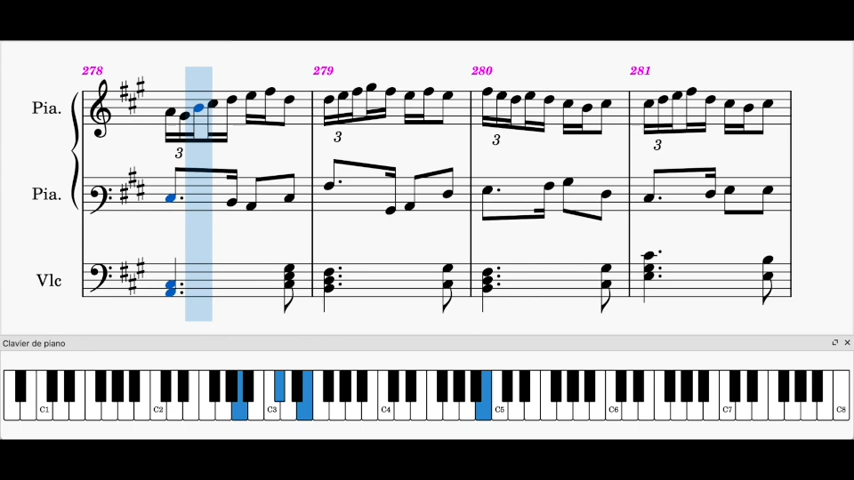 278 279 280 281
Pia.
3 3 3 3
Pia.
Vlc
Clavier de piano
C1 C2 C3 C4 C5 C6 C7 C8